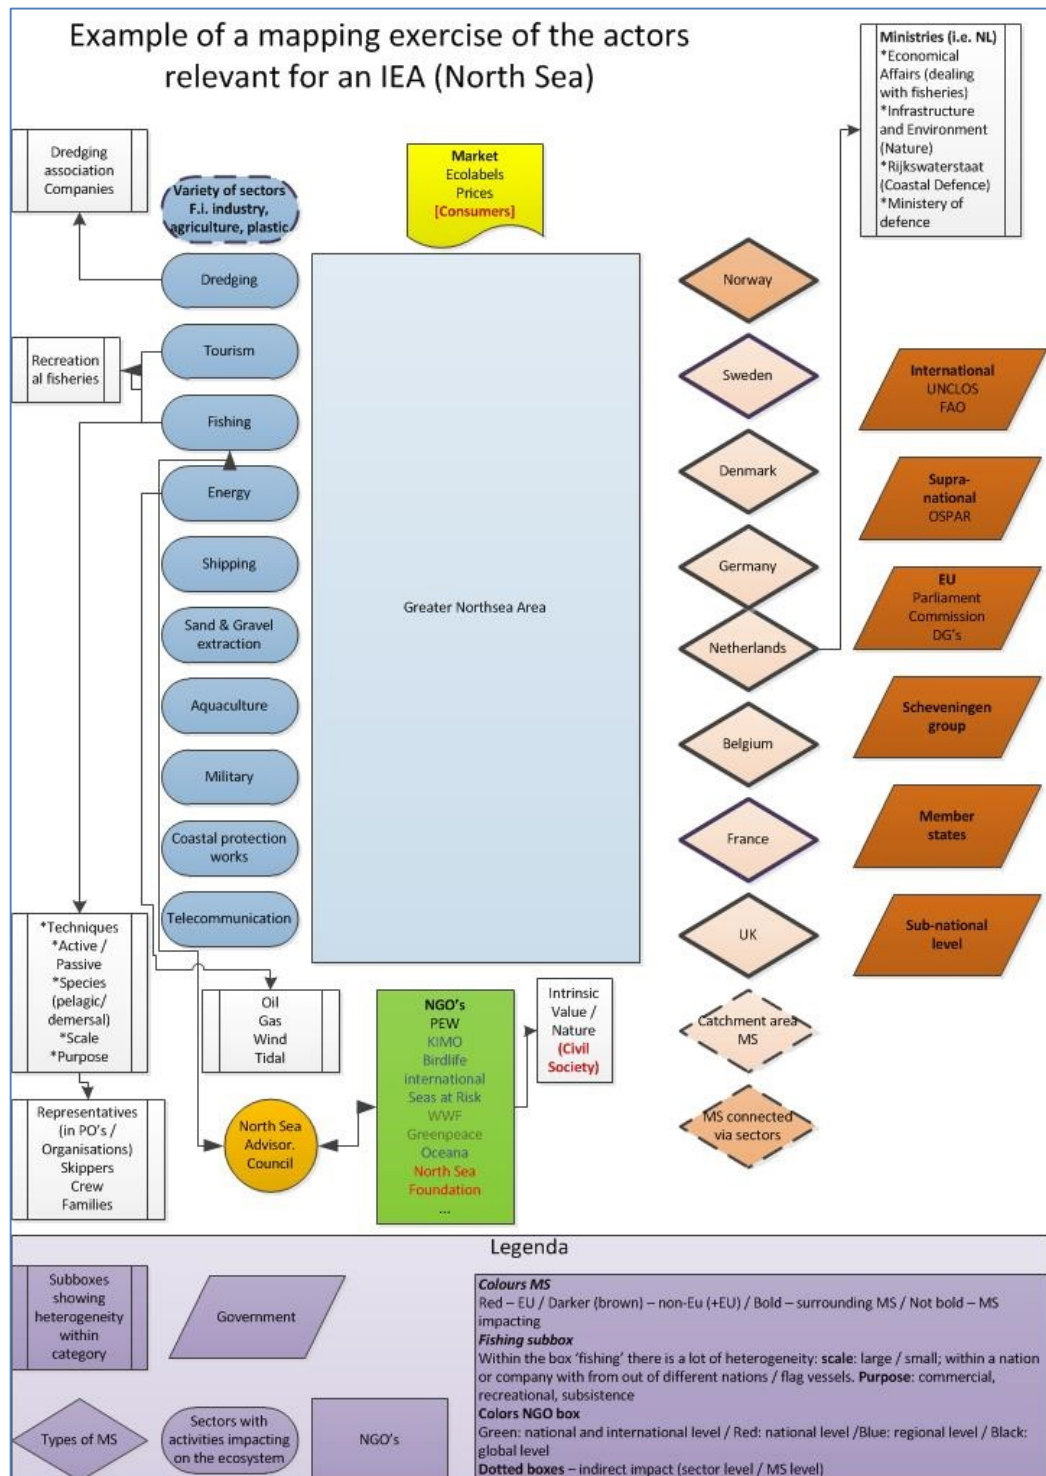 Example of a mapping exercise of the actors
relevant for an IEA (North Sea)
Ministries (i.e. NL)
*Economical
Affairs (dealing
with fisheries)
*Infrastructure
and Environment
(Nature)
*Rijkswaterstaat
(Coastal Defence)
*Ministery of
defence
Dredging
association
Companies
Market
Ecolabels
Prices
[Consumers]
Variety of sectors
F.i. industry,
agriculture, plastic
Dredging
Tourism
Recreation
al fisheries
Fishing
Energy
Shipping
Sand & Gravel
extraction
Aquaculture
Military
Coastal protection
works
Telecommunication
Greater Northsea Area
Norway
Sweden
Denmark
Germany
Netherlands
Belgium
France
UK
Catchment area
MS
MS connected
via sectors
International
UNCLOS
FAO
Supra-
national
OSPAR
EU
Parliament
Commission
DG's
Scheveningen
group
Member
states
Sub-national
level
*Techniques
*Active /
Passive
*Species
(pelagic/
demersal)
*Scale
*Purpose
Representatives
(in PO's /
Organisations)
Skippers
Crew
Families
Oil
Gas
Wind
Tidal
North Sea
Advisor.
Council
NGO's
PEW
KIMO
Birdlife
international
Seas at Risk
WWF
Greenpeace
Oceana
North Sea
Foundation
...
Intrinsic
Value /
Nature
(Civil
Society)
Legenda
Subboxes
showing
heterogeneity
within
category
Government
Types of MS
Sectors with
activities impacting
on the ecosystem
NGO's
Colours MS
Red – EU / Darker (brown) – non-Eu (+EU) / Bold – surrounding MS / Not bold – MS
impacting
Fishing subbox
Within the box 'fishing' there is a lot of heterogeneity: scale: large / small; within a nation
or company with from out of different nations / flag vessels. Purpose: commercial,
recreational, subsistence
Colors NGO box
Green: national and international level / Red: national level /Blue: regional level / Black:
global level
Dotted boxes – indirect impact (sector level / MS level)